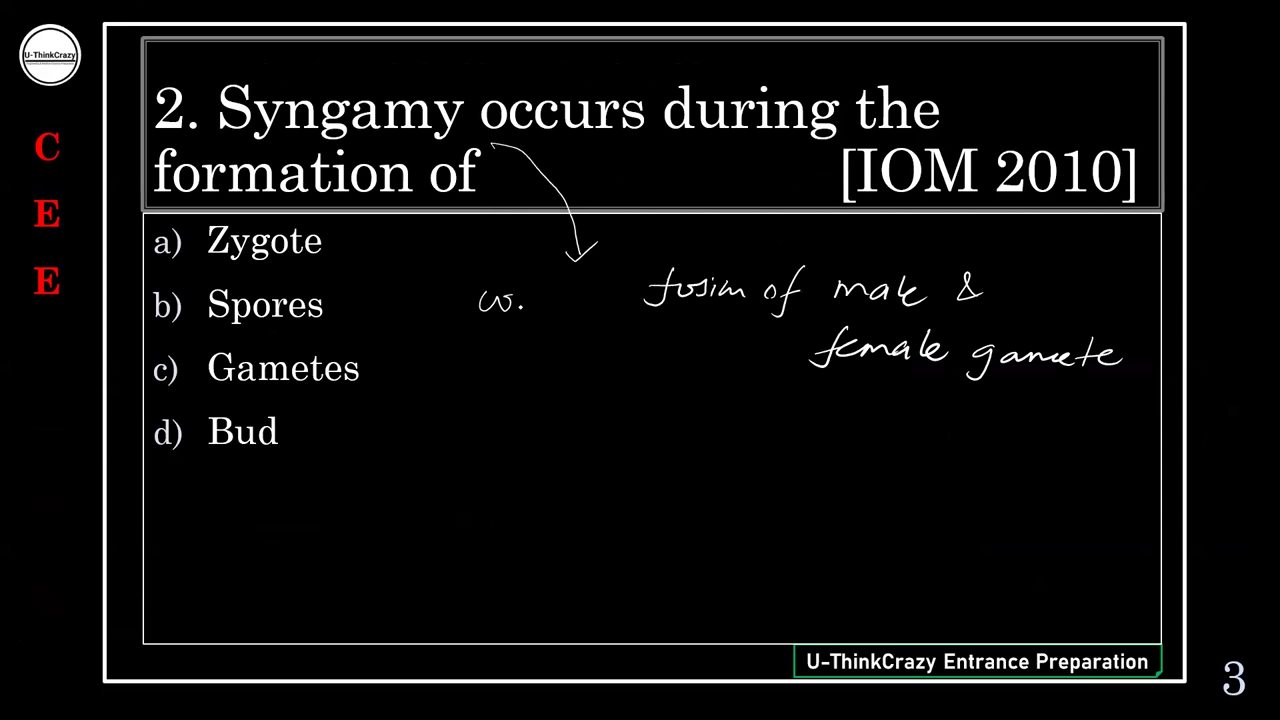 U-ThinkCrazy
C
E
E
2. Syngamy occurs during the
formation of [IOM 2010]
a) Zygote
b) Spores
c) Gametes
d) Bud
fusion of male &
female gamete
U-ThinkCrazy Entrance Preparation
3